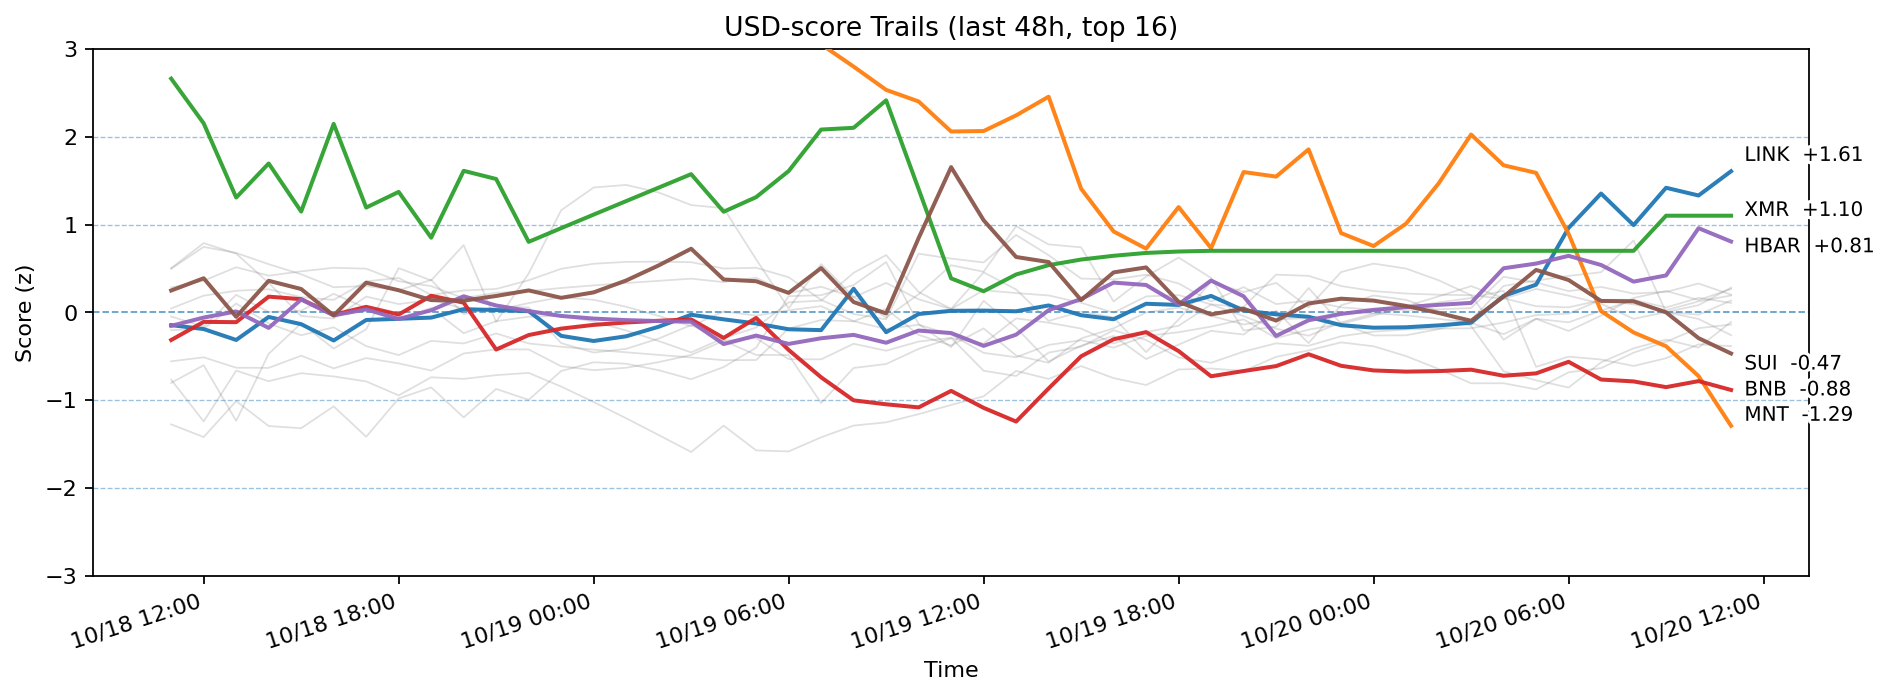 USD-score Trails (last 48h, top 16)
Score (z)
3
2
1
0
−1
−2
−3
LINK +1.61
XMR +1.10
HBAR +0.81
SUI -0.47
BNB -0.88
MNT -1.29
10/18 12:00
10/18 18:00
10/19 00:00
10/19 06:00
10/19 12:00
10/19 18:00
10/20 00:00
10/20 06:00
10/20 12:00
Time